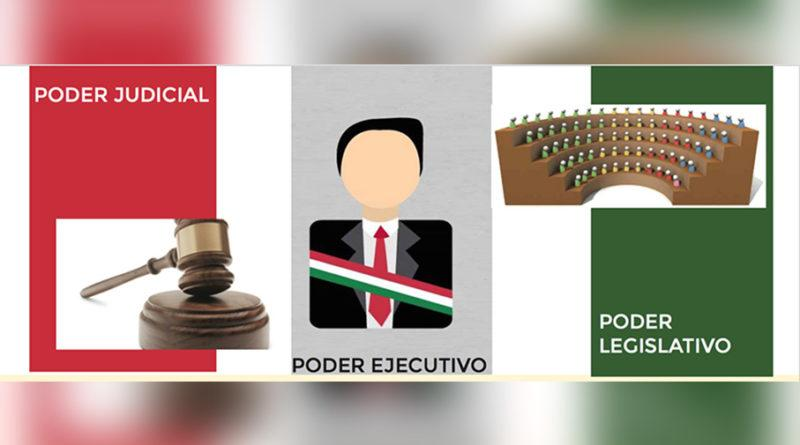 PODER JUDICIAL
PODER EJECUTIVO
PODER
LEGISLATIVO